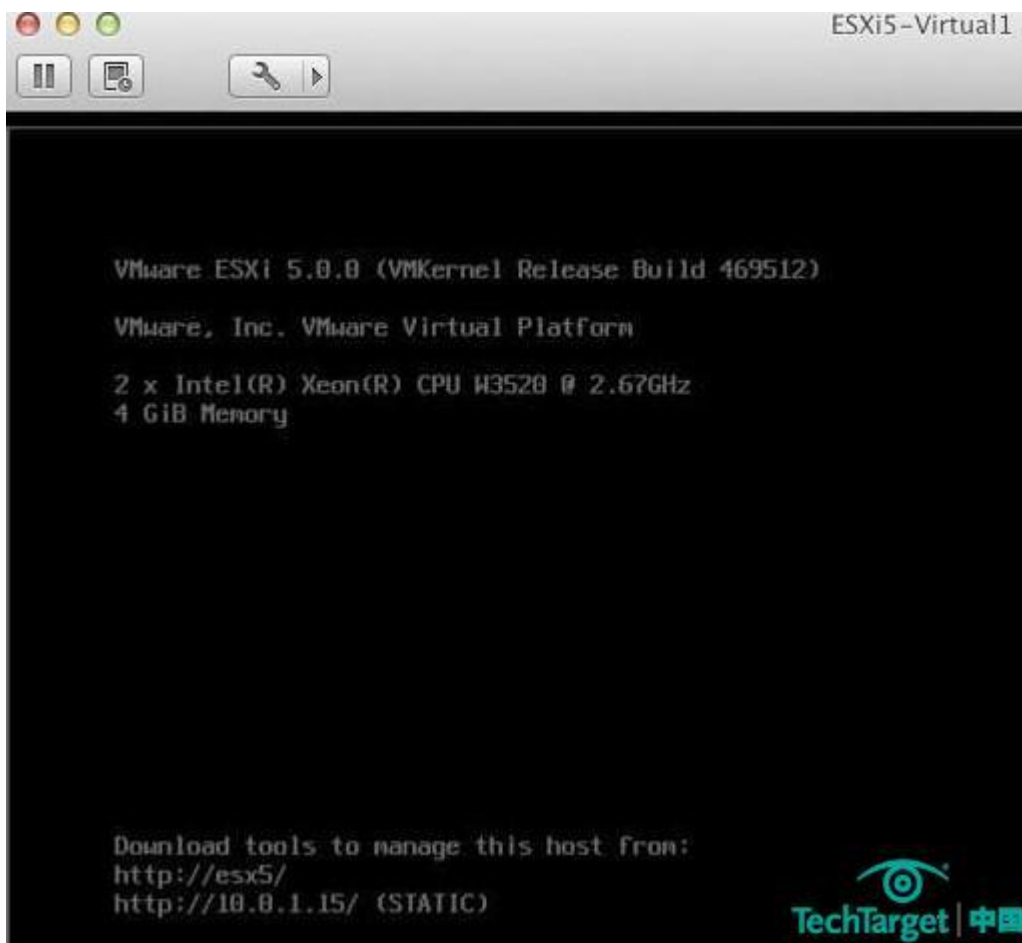 ESXi5-Virtual1
VMware ESXi 5.0.0 (VMKernel Release Build 469512)
VMware, Inc. VMware Virtual Platform
2 x Intel(R) Xeon(R) CPU W3520 @ 2.67GHz
4 GiB Memory
Download tools to manage this host from:
http://esx5/
http://10.0.1.15/ (STATIC)
TechTarget | 中国